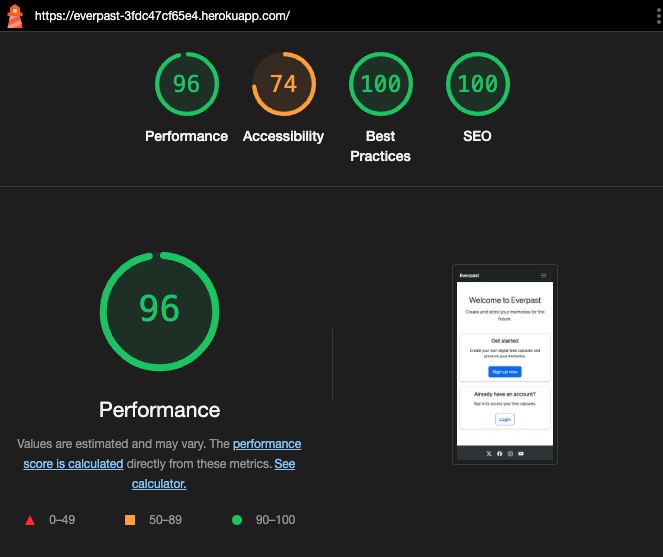 https://everpast-3fdc47cf65e4.herokuapp.com/
96
74
100
100
Performance
Accessibility
Best
Practices
SEO
96
Performance
Values are estimated and may vary. The performance
score is calculated directly from these metrics. See
calculator.
0–49
50–89
90–100
Everpast
Welcome to Everpast
Create and store your memories for the
future.
Get started
Create your own digital time capsules and
preserve your memories.
Sign up now
Already have an account?
Sign in to access your time capsules.
Login